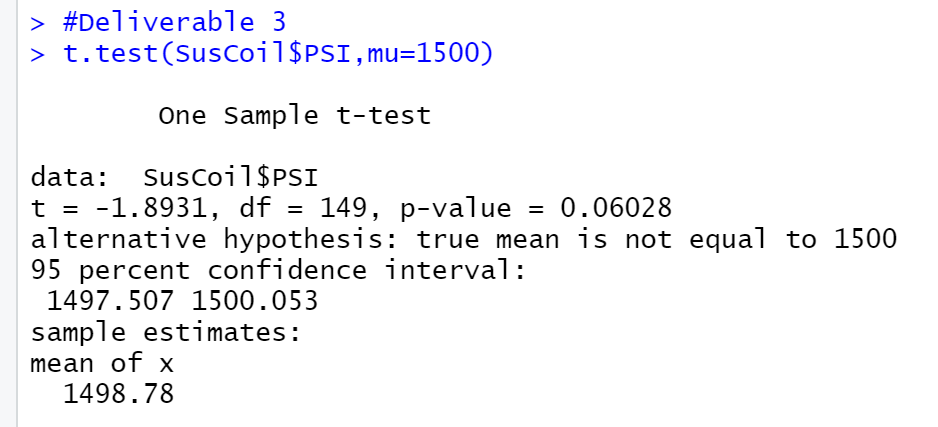 > #Deliverable 3
> t.test(SusCoil$PSI,mu=1500)
One Sample t-test
data:  SusCoil$PSI
t = -1.8931, df = 149, p-value = 0.06028
alternative hypothesis: true mean is not equal to 1500
95 percent confidence interval:
1497.507 1500.053
sample estimates:
mean of x
1498.78